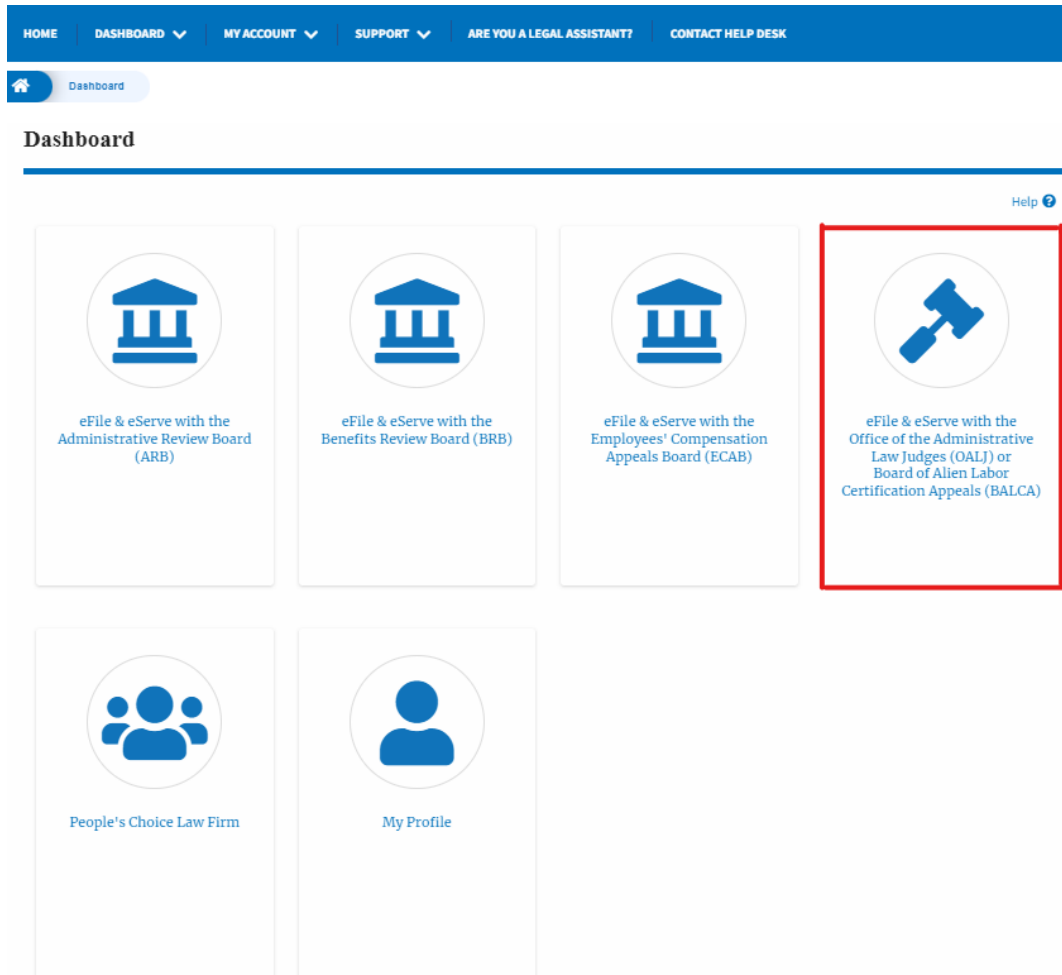 HOME DASHBOARD MY ACCOUNT SUPPORT ARE YOU A LEGAL ASSISTANT? CONTACT HELP DESK
Dashboard
Dashboard
Help
eFile & eServe with the
Administrative Review Board
(ARB)
eFile & eServe with the
Benefits Review Board (BRB)
eFile & eServe with the
Employees' Compensation
Appeals Board (ECAB)
eFile & eServe with the
Office of the Administrative
Law Judges (OALJ) or
Board of Alien Labor
Certification Appeals (BALCA)
People's Choice Law Firm
My Profile